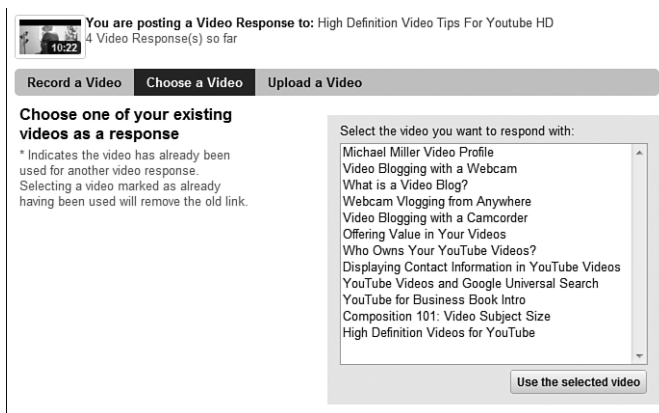 You are posting a Video Response to: High Definition Video Tips For Youtube HD
4 Video Response(s) so far
10:22
Record a Video Choose a Video Upload a Video
Choose one of your existing
videos as a response
* Indicates the video has already been
used for another video response.
Selecting a video marked as already
having been used will remove the old link.
Select the video you want to respond with:
Michael Miller Video Profile
Video Blogging with a Webcam
What is a Video Blog?
Webcam Vlogging from Anywhere
Video Blogging with a Camcorder
Offering Value in Your Videos
Who Owns Your YouTube Videos?
Displaying Contact Information in YouTube Videos
YouTube Videos and Google Universal Search
YouTube for Business Book Intro
Composition 101: Video Subject Size
High Definition Videos for YouTube
Use the selected video